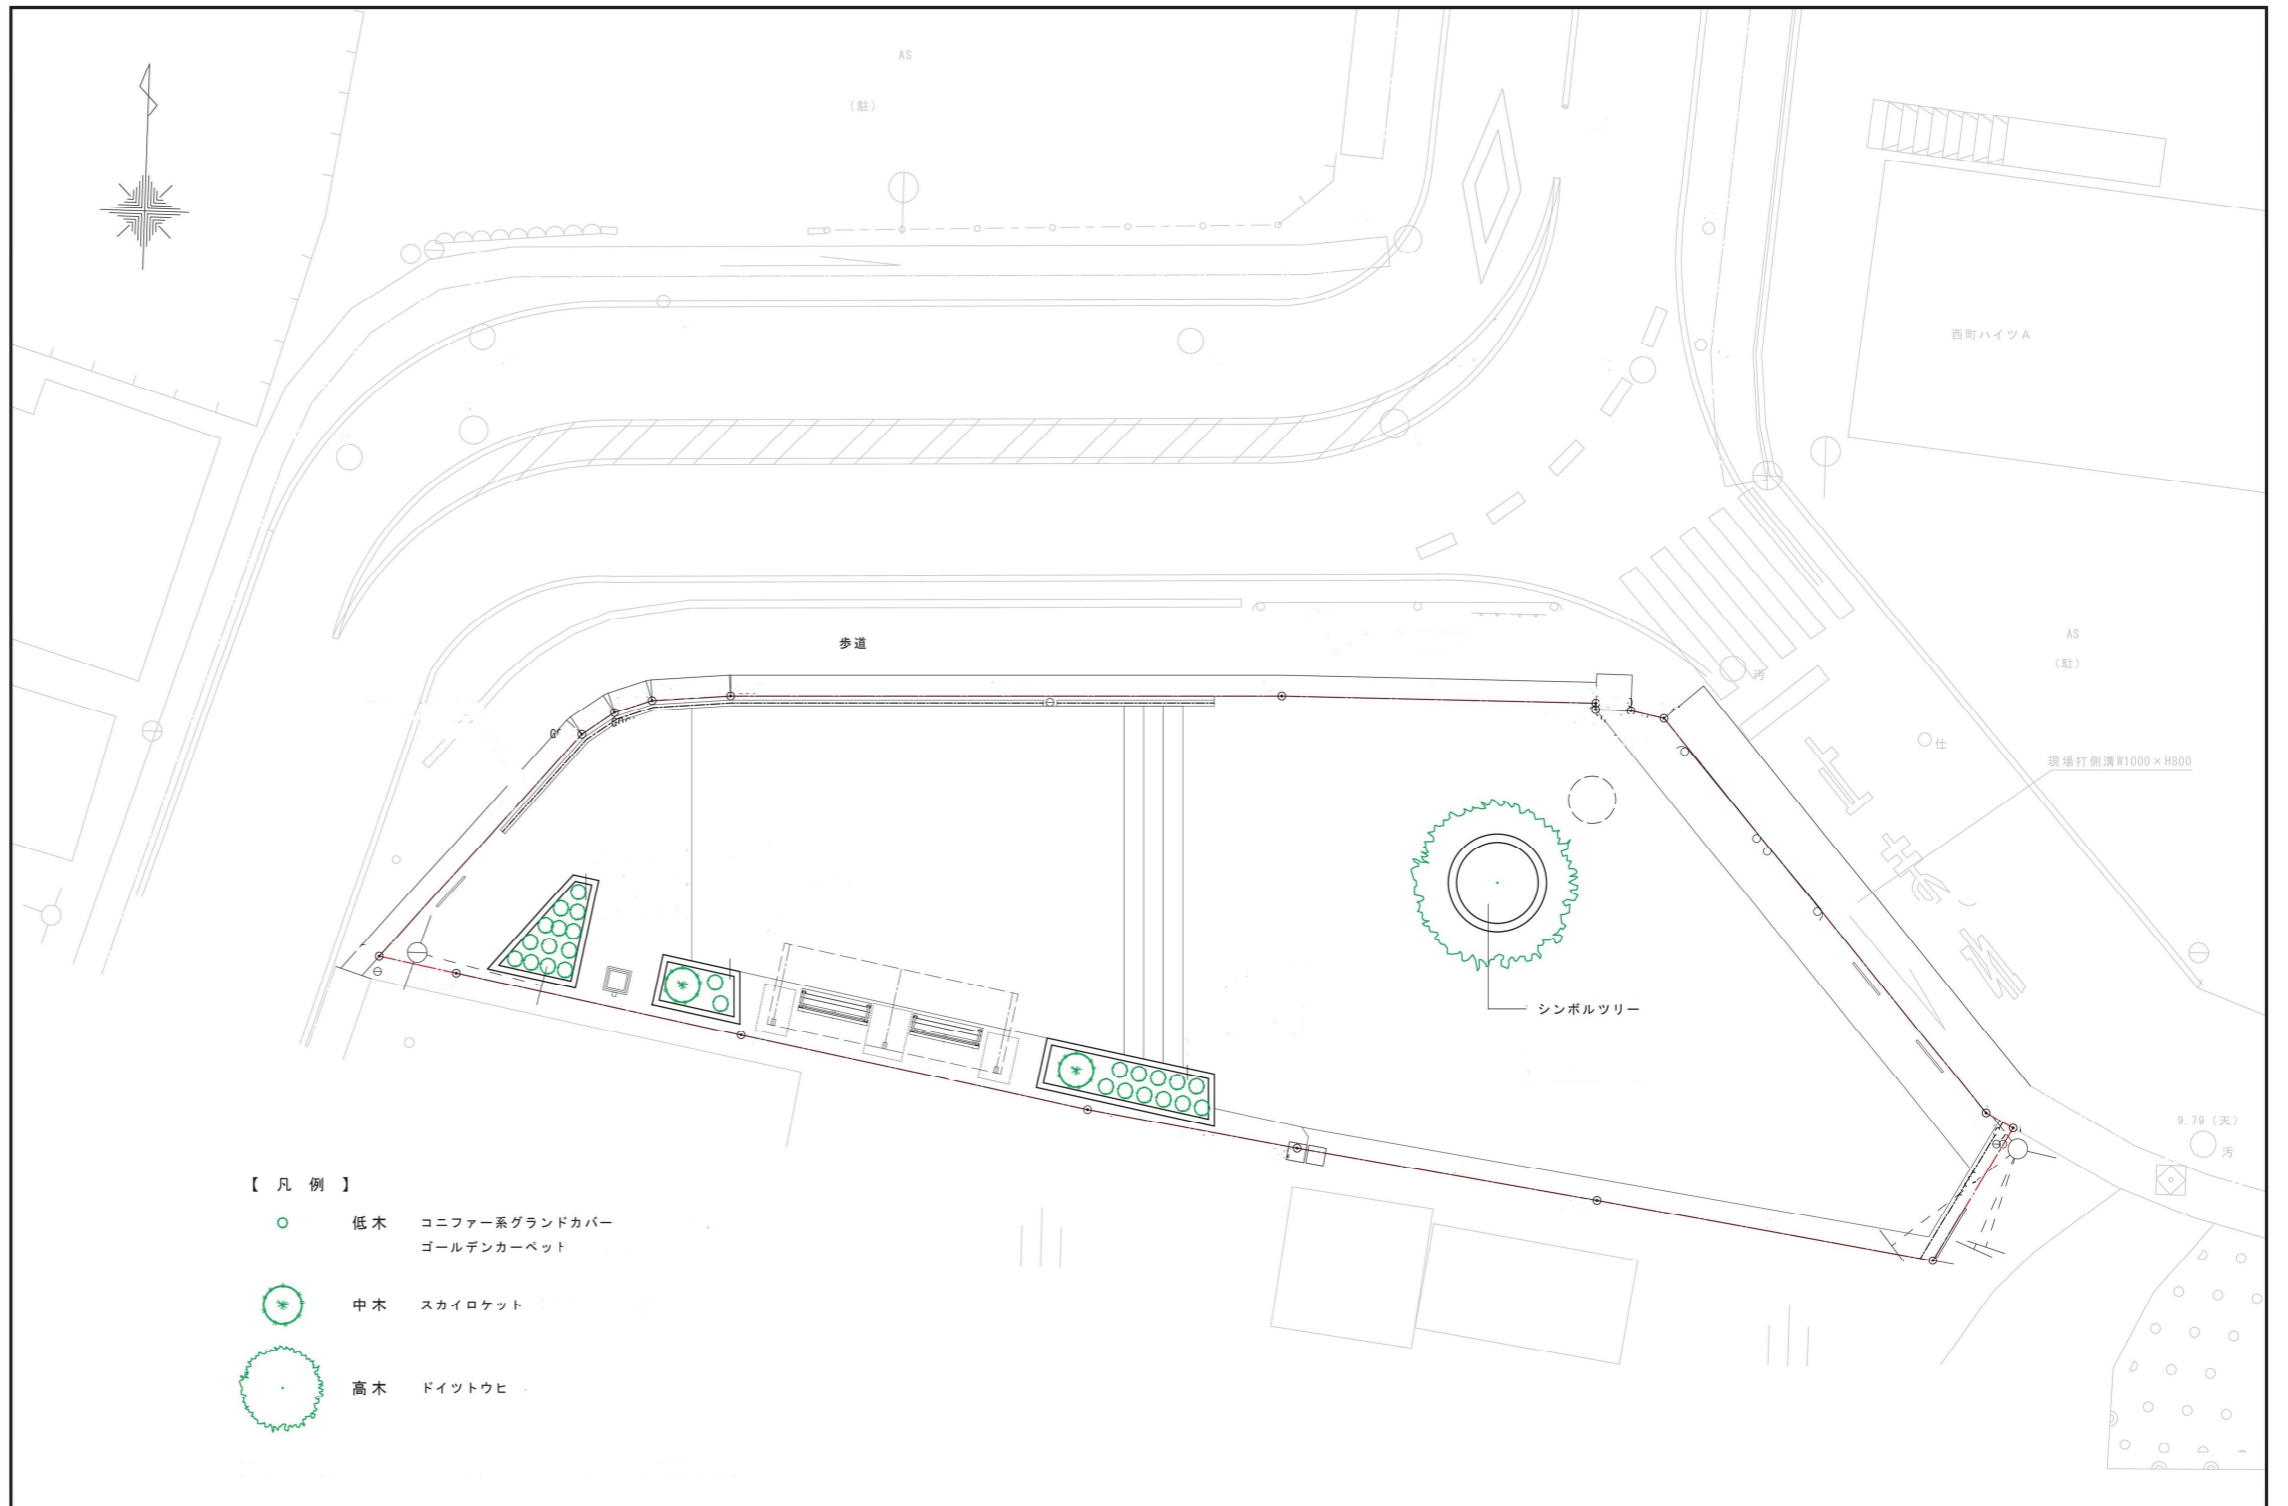 AS
（駐）
西町ハイツA
歩道
AS
（駐）
汚
仕
現場打側溝W1000×H800
止まれ
シンボルツリー
9.79（天）
汚
【 凡 例 】
低木 コニファー系グランドカバー
ゴールデンカーペット
中木 スカイロケット
高木 ドイツトウヒ